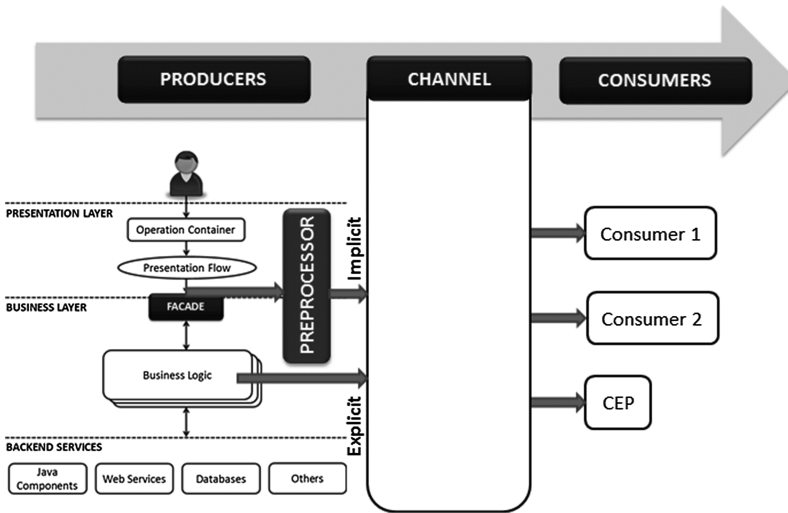 PRODUCERS
CHANNEL
CONSUMERS
PRESENTATION LAYER
Operation Container
Presentation Flow
BUSINESS LAYER
FACADE
PREPROCESSOR
Implicit
Business Logic
Explicit
BACKEND SERVICES
Java
Components
Web Services
Databases
Others
Consumer 1
Consumer 2
CEP